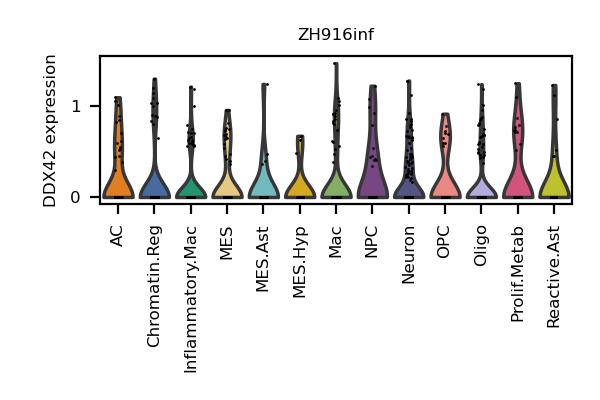 ZH916inf
DDX42 expression
1
0
AC
Chromatin.Reg
Inflammatory.Mac
MES
MES.Ast
MES.Hyp
Mac
NPC
Neuron
OPC
Oligo
Prolif.Metab
Reactive.Ast